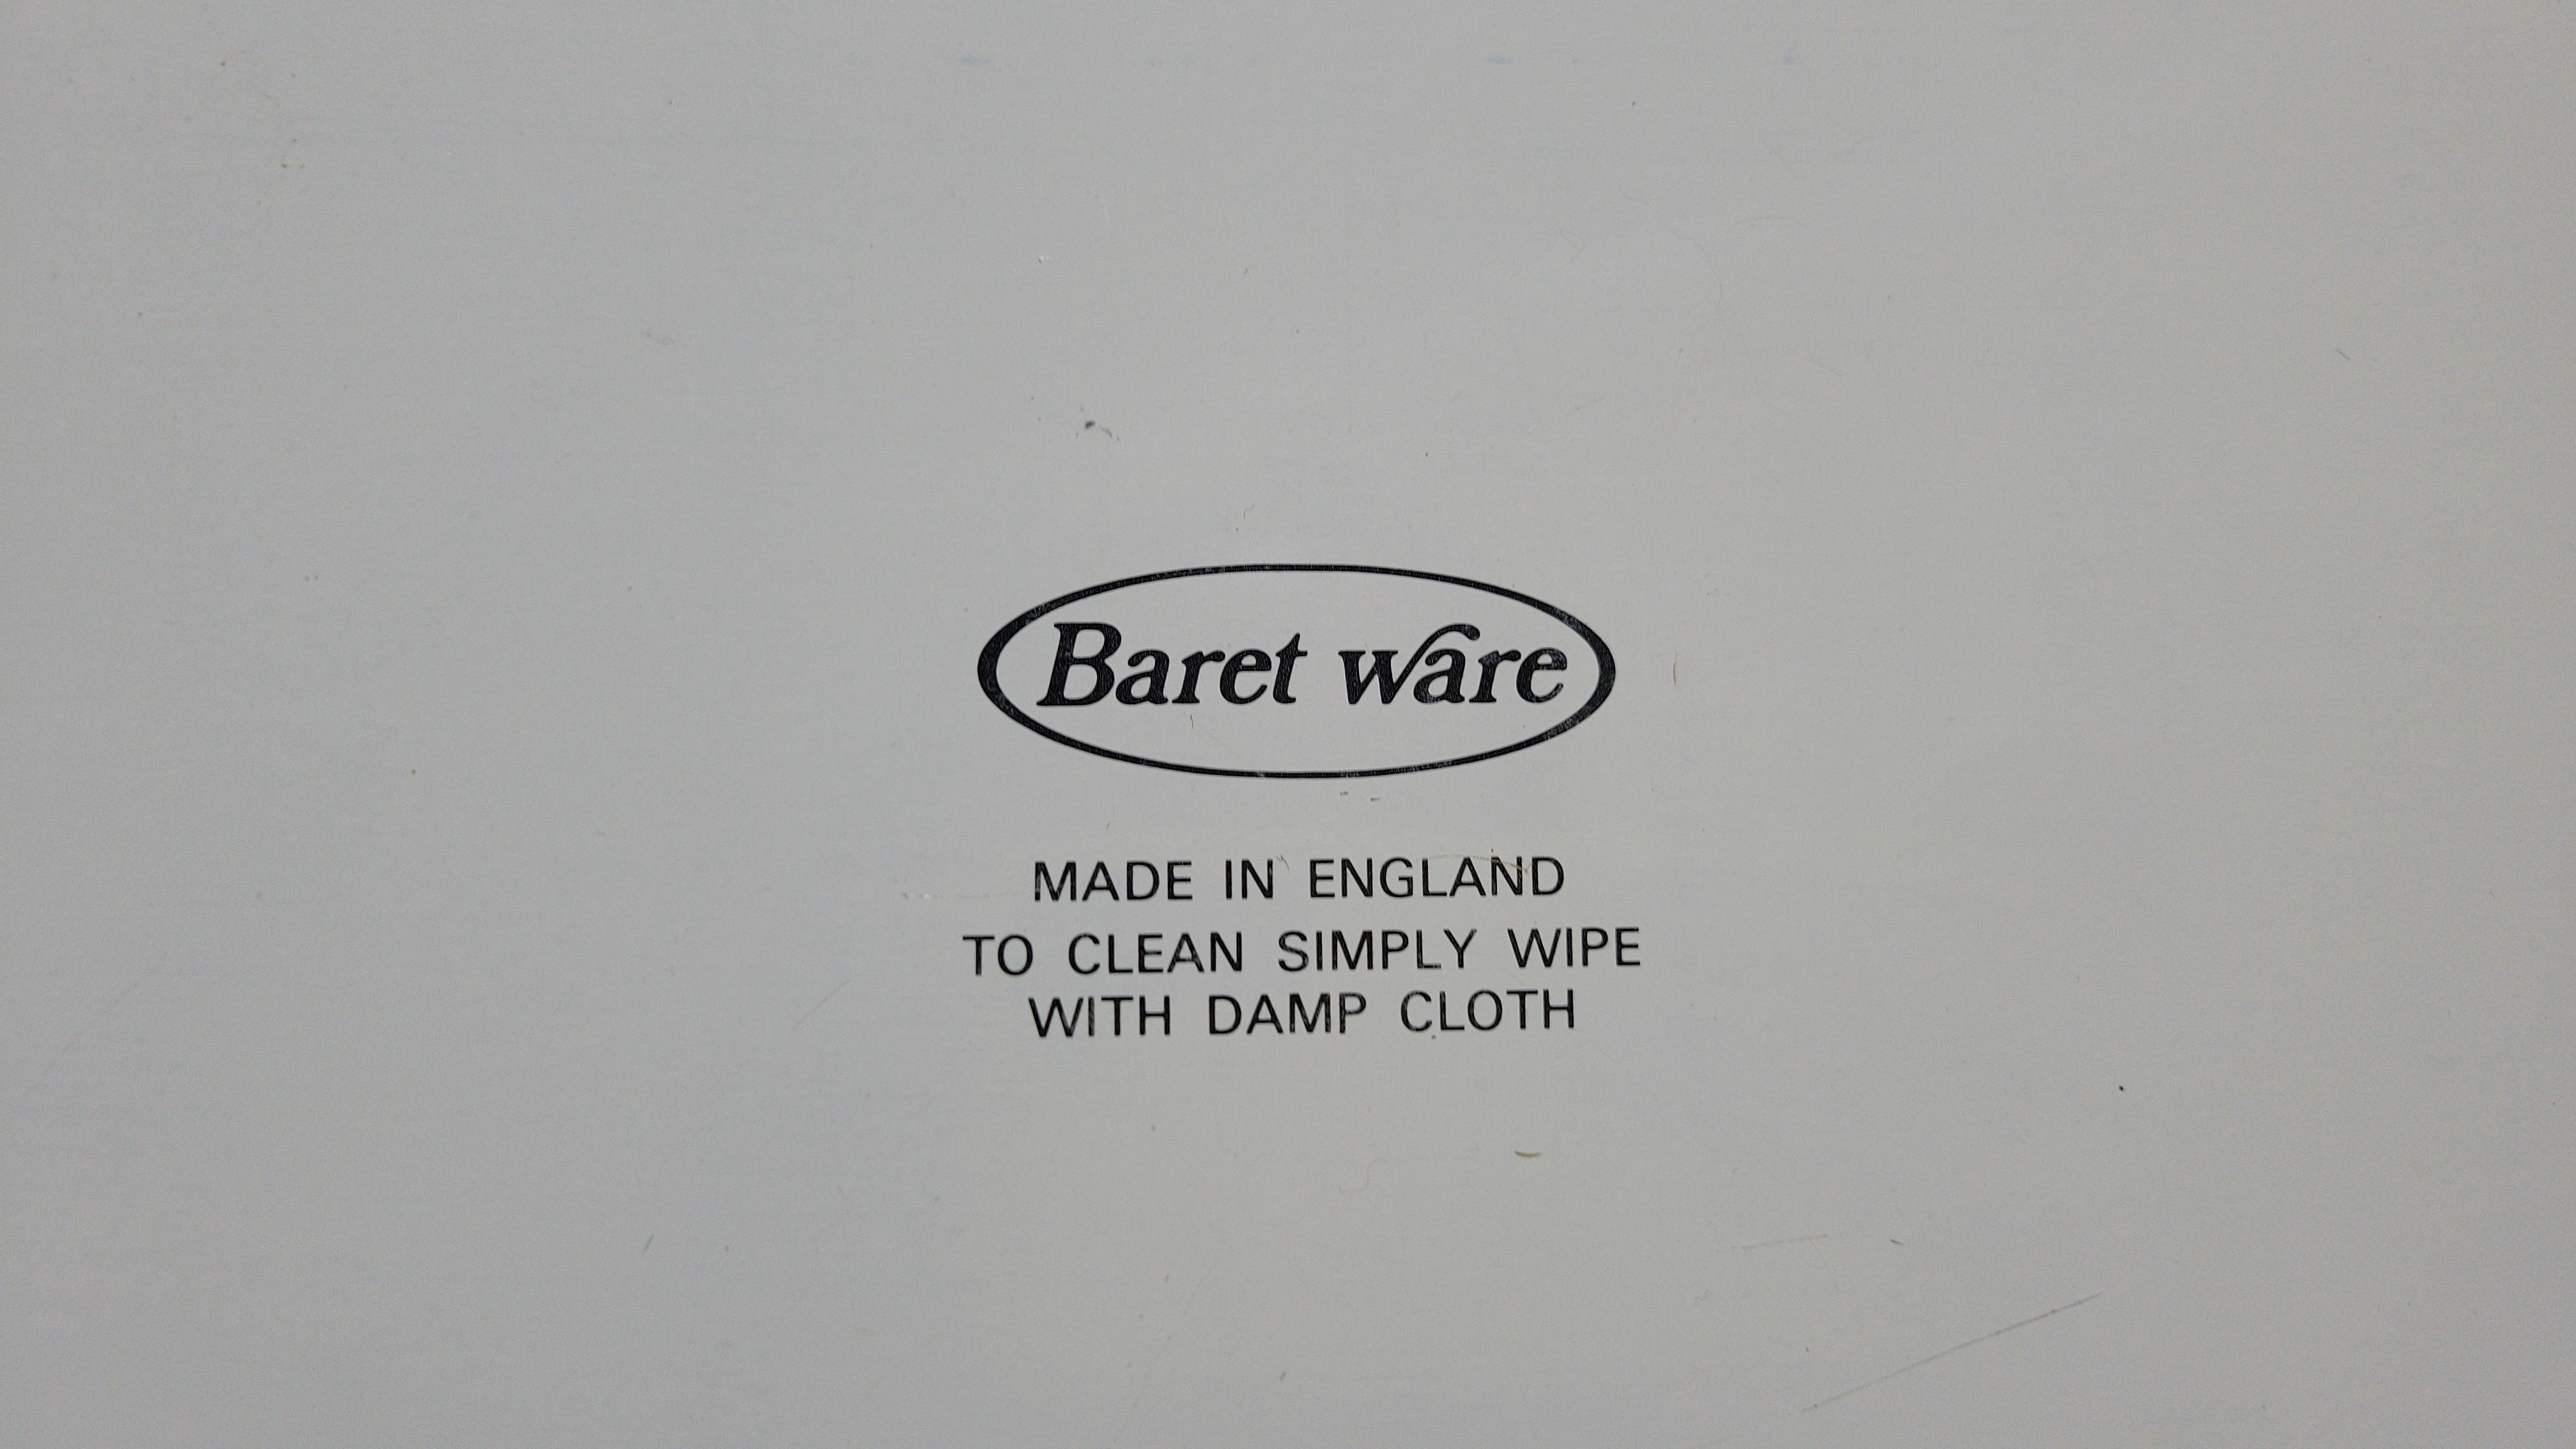 Baret ware
MADE IN ENGLAND
TO CLEAN SIMPLY WIPE
WITH DAMP CLOTH